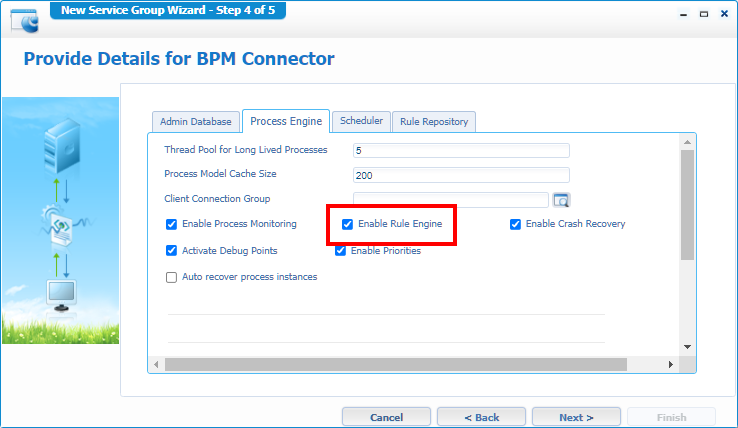 New Service Group Wizard - Step 4 of 5
Provide Details for BPM Connector
Admin Database Process Engine Scheduler Rule Repository
Thread Pool for Long Lived Processes 5
Process Model Cache Size 200
Client Connection Group
Enable Process Monitoring Enable Rule Engine Enable Crash Recovery
Activate Debug Points Enable Priorities
Auto recover process instances
Cancel < Back Next > Finish